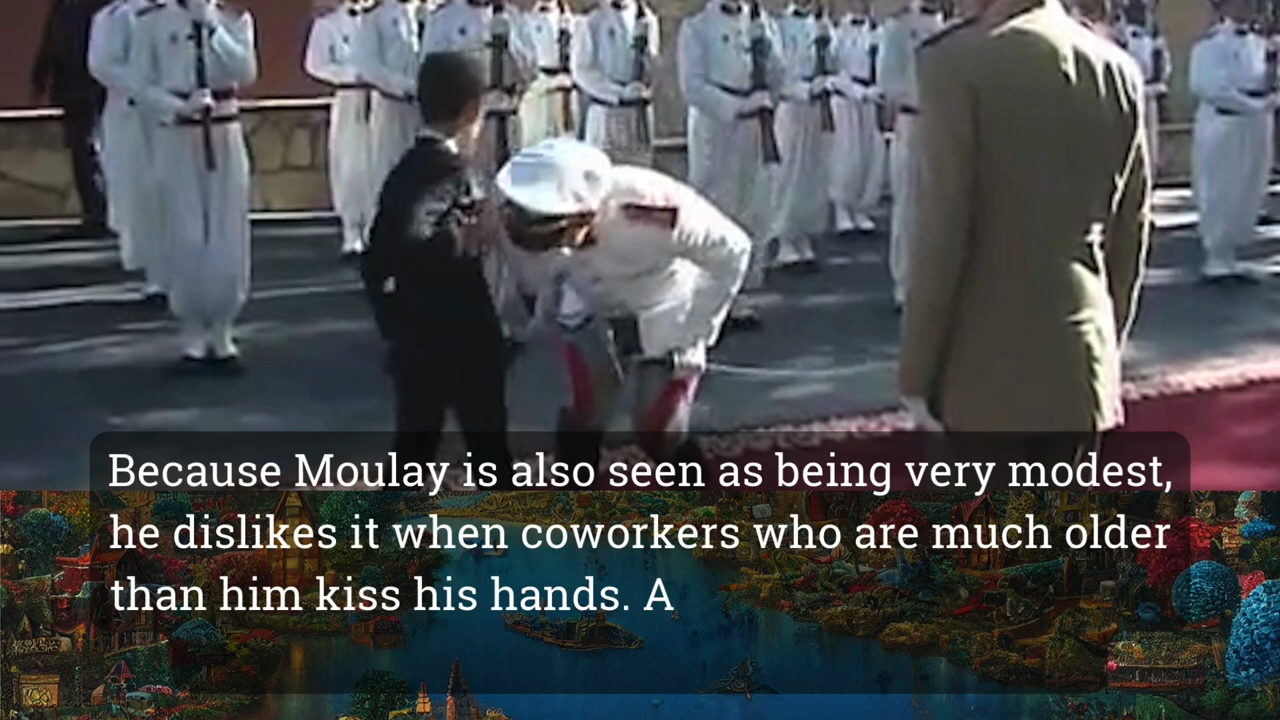 Because Moulay is also seen as being very modest,
he dislikes it when coworkers who are much older
than him kiss his hands. A